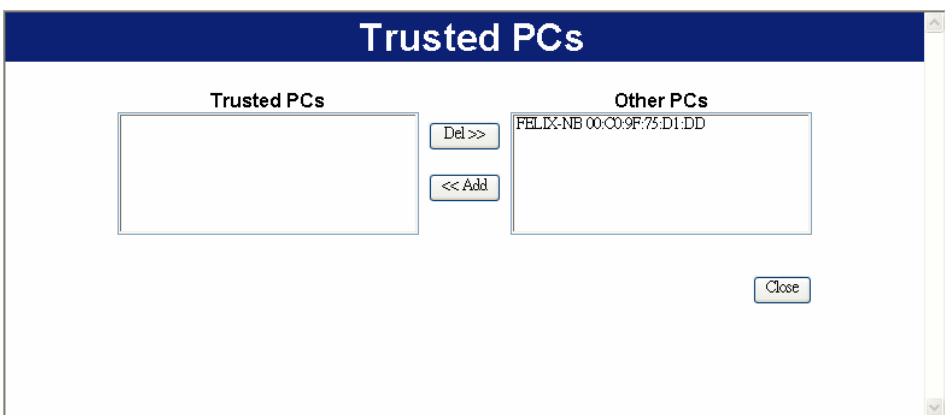 Trusted PCs
Trusted PCs
Other PCs
FELIX-NB 00:C0:9F:75:D1:DD
Del >>
<< Add
Close